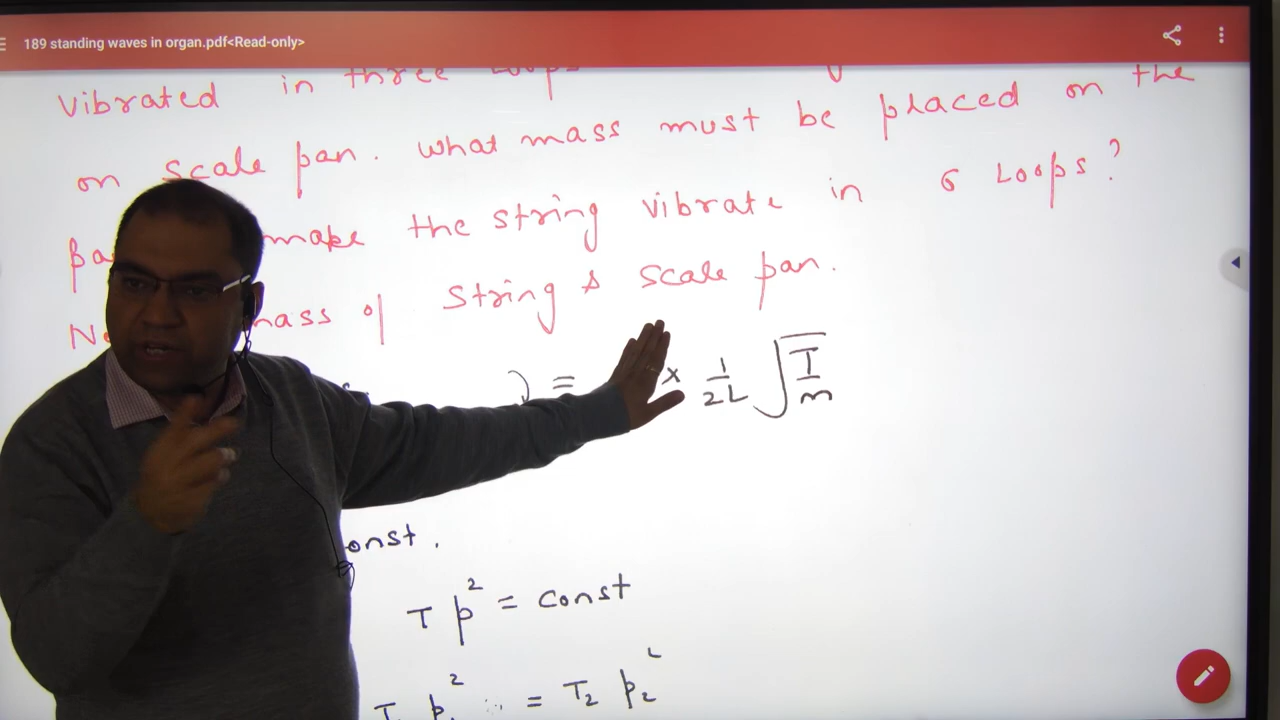 189 standing waves in organ.pdf<Read-only>
vibrated in three Loops
on scale pan. what mass must be placed on the
make the string vibrate in 6 Loops?
mass of string & scale pan.
= × 1/2L √T/m
onst.
T p² = const
= T₂ p₂²